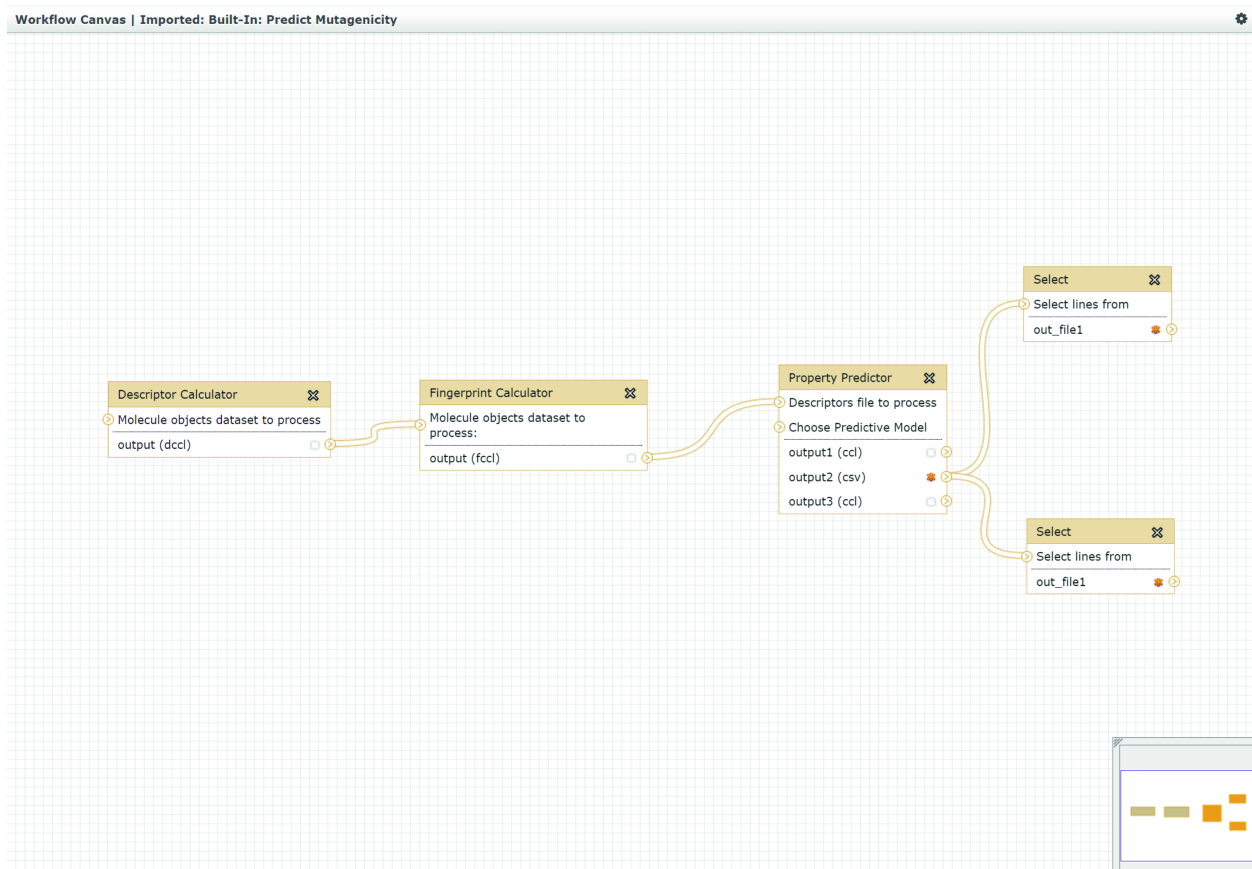 Workflow Canvas | Imported: Built-In: Predict Mutagenicity
Descriptor Calculator
Molecule objects dataset to process
output (dccl)
Fingerprint Calculator
Molecule objects dataset to
process:
output (fccl)
Property Predictor
Descriptors file to process
Choose Predictive Model
output1 (ccl)
output2 (csv)
output3 (ccl)
Select
Select lines from
out_file1
Select
Select lines from
out_file1